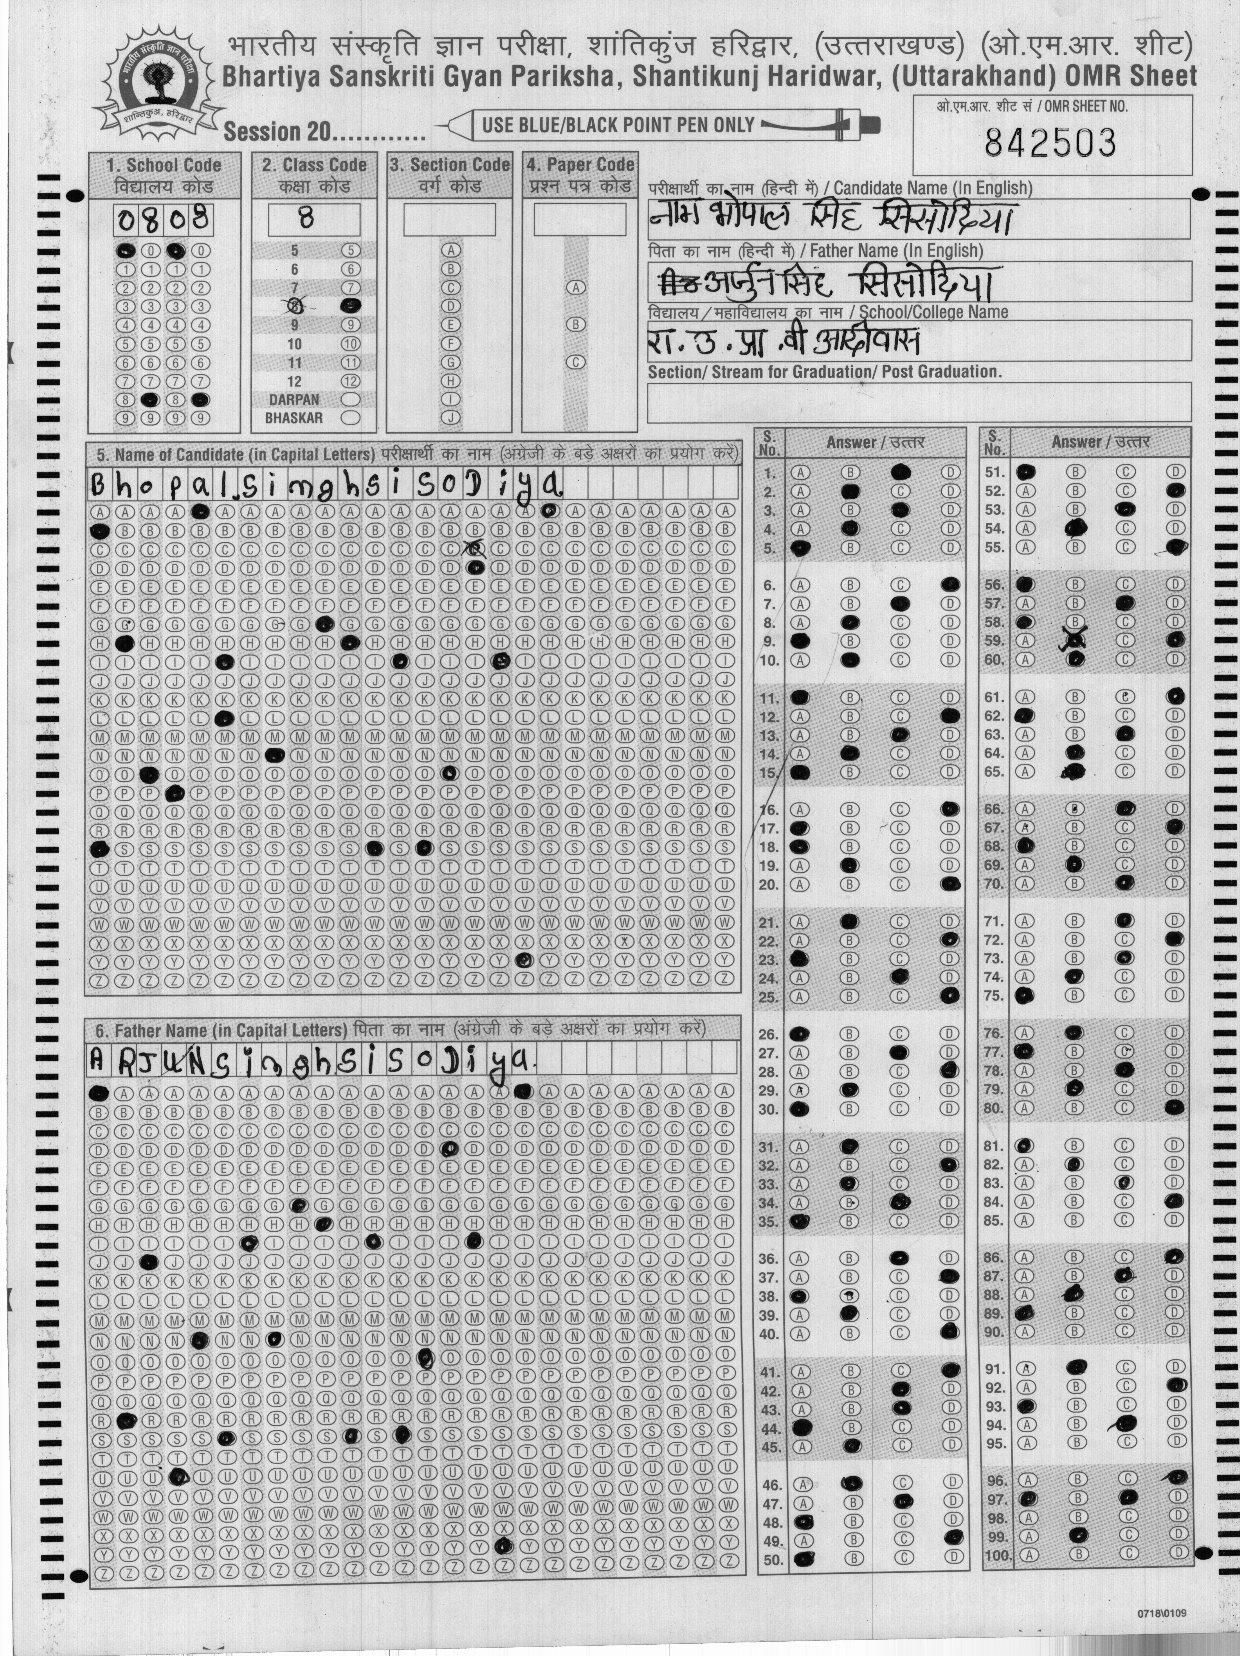 भारतीय संस्कृति ज्ञान परीक्षा, शांतिकुंज हरिद्वार, (उत्तराखण्ड) (ओ.एम.आर. शीट)
Bhartiya Sanskriti Gyan Pariksha, Shantikunj Haridwar, (Uttarakhand) OMR Sheet
Session 20............
USE BLUE/BLACK POINT PEN ONLY
ओ.एम.आर. शीट सं / OMR SHEET NO.
842503
1. School Code
विद्यालय कोड
0808
2. Class Code
कक्षा कोड
8
5
6
7
8
9
10
11
12
DARPAN
BHASKAR
3. Section Code
वर्ग कोड
A
B
C
D
E
F
G
H
I
J
4. Paper Code
प्रश्न पत्र कोड
A
B
C
परीक्षार्थी का नाम (हिन्दी में) / Candidate Name (In English)
नाम भोपाल सिंह सिसोदिया
पिता का नाम (हिन्दी में) / Father Name (In English)
अर्जुन सिंह सिसोदिया
विद्यालय/महाविद्यालय का नाम / School/College Name
रा. उ. प्रा. वी आदीवास
Section/ Stream for Graduation/ Post Graduation.
5. Name of Candidate (in Capital Letters) परीक्षार्थी का नाम (अंग्रेजी के बड़े अक्षरों का प्रयोग करें)
Bhopal.singhsisoDiya.
6. Father Name (in Capital Letters) पिता का नाम (अंग्रेजी के बड़े अक्षरों का प्रयोग करें)
ARJUNsinghsisoDiya.
S. No. Answer / उत्तर
S. No. Answer / उत्तर
0718\0109